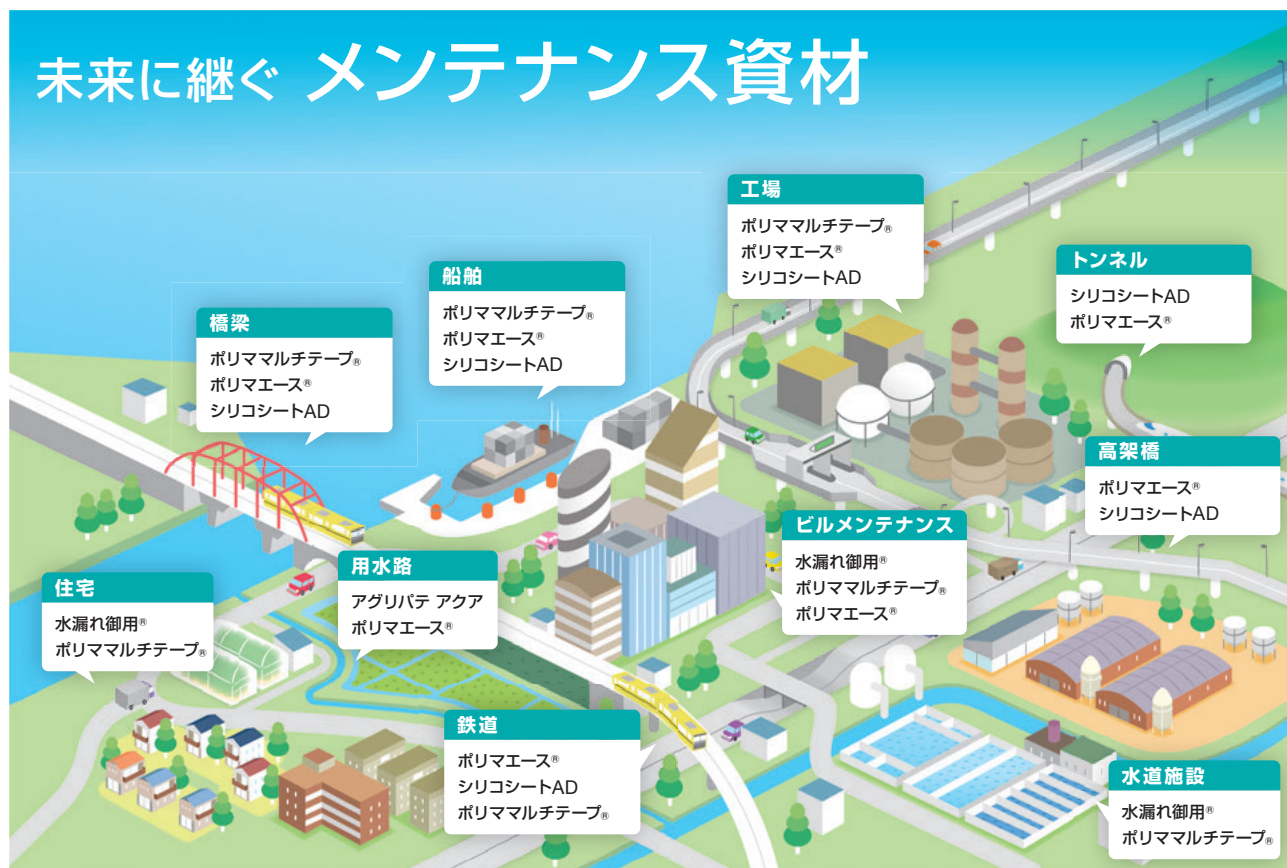 未来に継ぐ メンテナンス資材
工場
ポリママルチテープ®
ポリマエース®
シリコシートAD
トンネル
シリコシートAD
ポリマエース®
船舶
ポリママルチテープ®
ポリマエース®
シリコシートAD
橋梁
ポリママルチテープ®
ポリマエース®
シリコシートAD
高架橋
ポリマエース®
シリコシートAD
ビルメンテナンス
水漏れ御用®
ポリママルチテープ®
ポリマエース®
用水路
アグリパテ アクア
ポリマエース®
住宅
水漏れ御用®
ポリママルチテープ®
鉄道
ポリマエース®
シリコシートAD
ポリママルチテープ®
水道施設
水漏れ御用®
ポリママルチテープ®